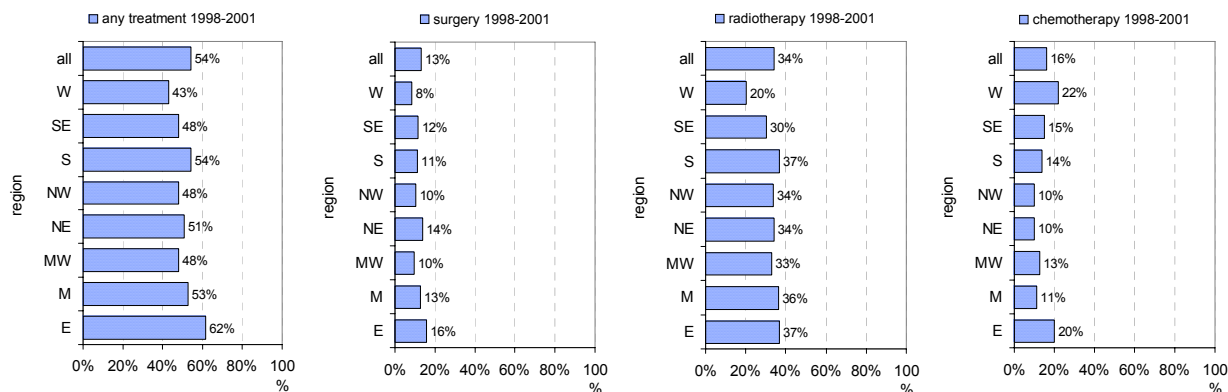 any treatment 1998-2001
all 54%
W 43%
SE 48%
S 54%
NW 48%
NE 51%
MW 48%
M 53%
E 62%
region
0% 20% 40% 60% 80% 100
%
surgery 1998-2001
all 13%
W 8%
SE 12%
S 11%
NW 10%
NE 14%
MW 10%
M 13%
E 16%
region
0% 20% 40% 60% 80% 100
%
radiotherapy 1998-2001
all 34%
W 20%
SE 30%
S 37%
NW 34%
NE 34%
MW 33%
M 36%
E 37%
region
0% 20% 40% 60% 80% 100
%
chemotherapy 1998-2001
all 16%
W 22%
SE 15%
S 14%
NW 10%
NE 10%
MW 13%
M 11%
E 20%
region
0% 20% 40% 60% 80% 100
%